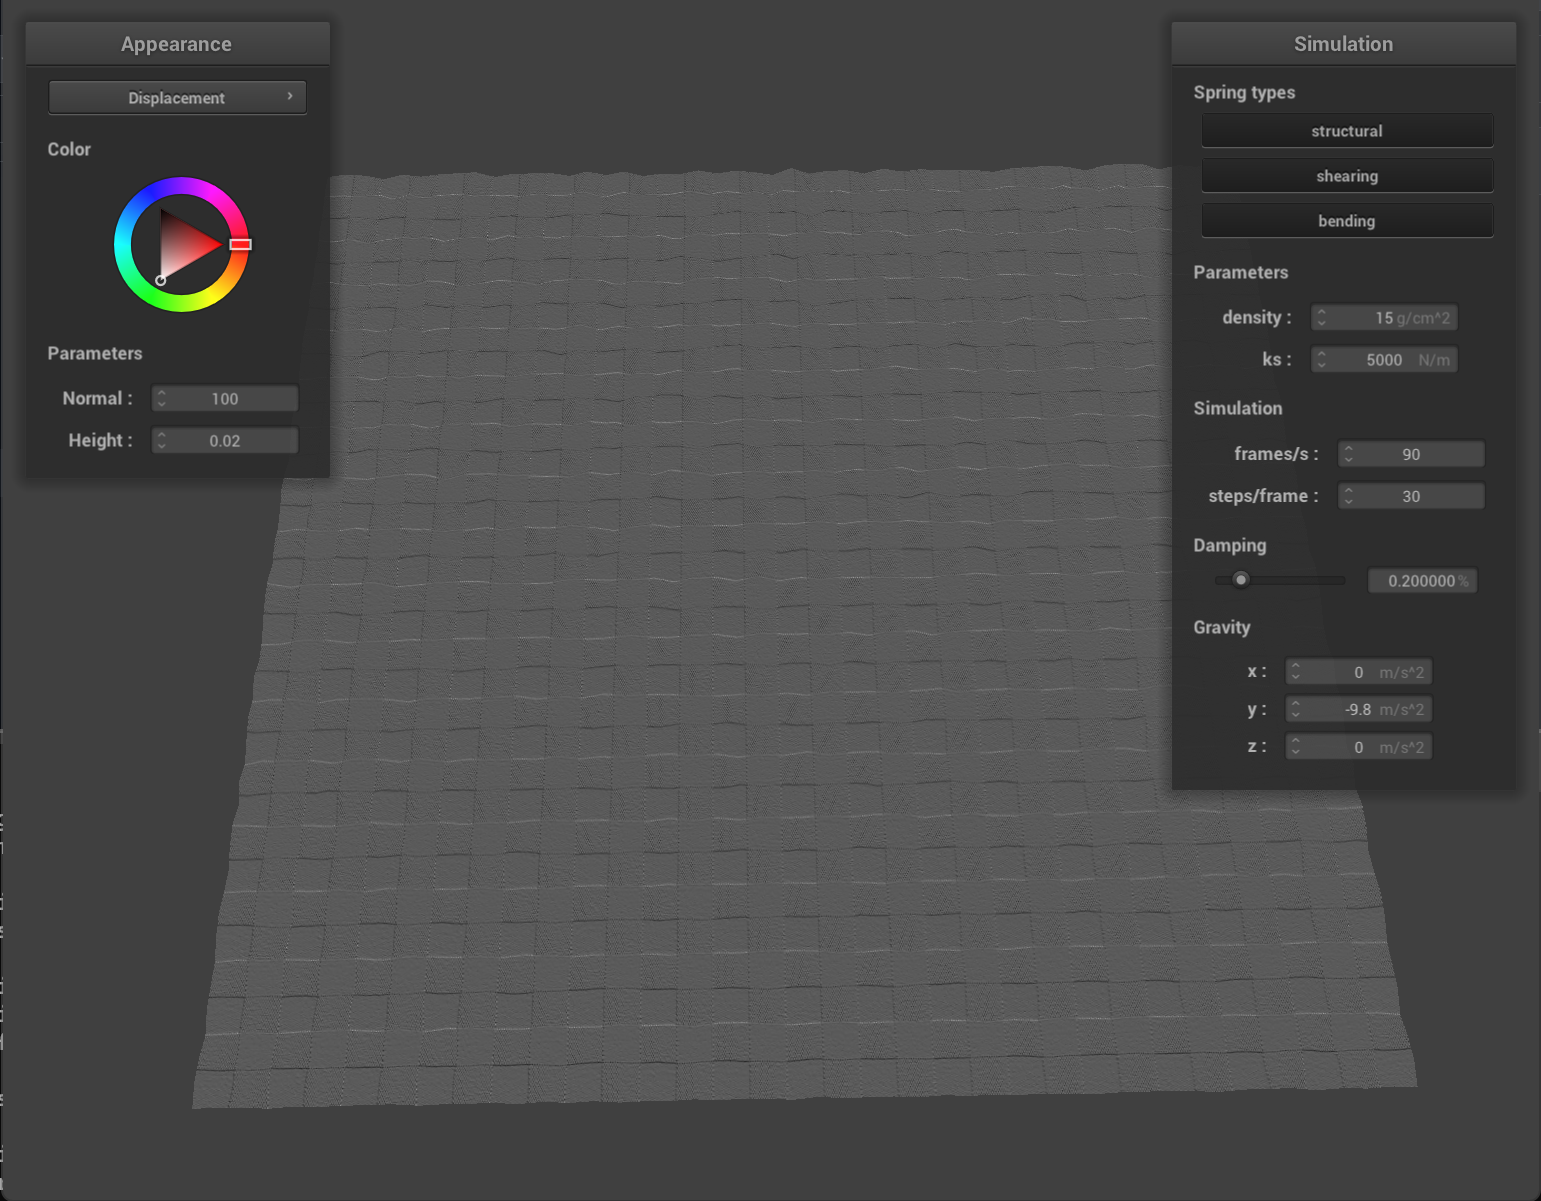 Appearance
Displacement
Color
Parameters
Normal : 100
Height : 0.02
Simulation
Spring types
structural
shearing
bending
Parameters
density : 15 g/cm^2
ks : 5000 N/m
Simulation
frames/s : 90
steps/frame : 30
Damping
0.200000 %
Gravity
x : 0 m/s^2
y : -9.8 m/s^2
z : 0 m/s^2